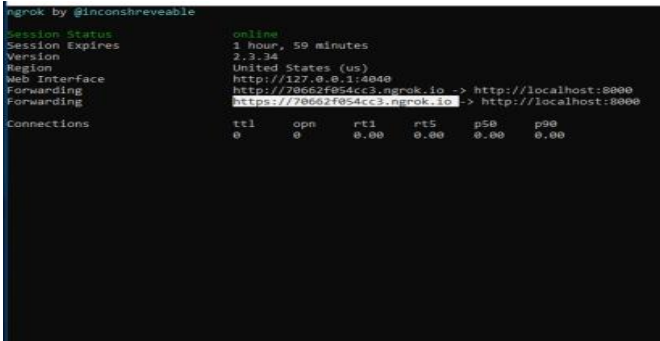 ngrok by @inconshreveable
Session Status online
Session Expires 1 hour, 59 minutes
Version 2.3.34
Region United States (us)
Web Interface http://127.0.0.1:4040
Forwarding http://70662f054cc3.ngrok.io -> http://localhost:8000
Forwarding https://70662f054cc3.ngrok.io -> http://localhost:8000
Connections ttl opn rt1 rt5 p50 p90
0 0 0.00 0.00 0.00 0.00